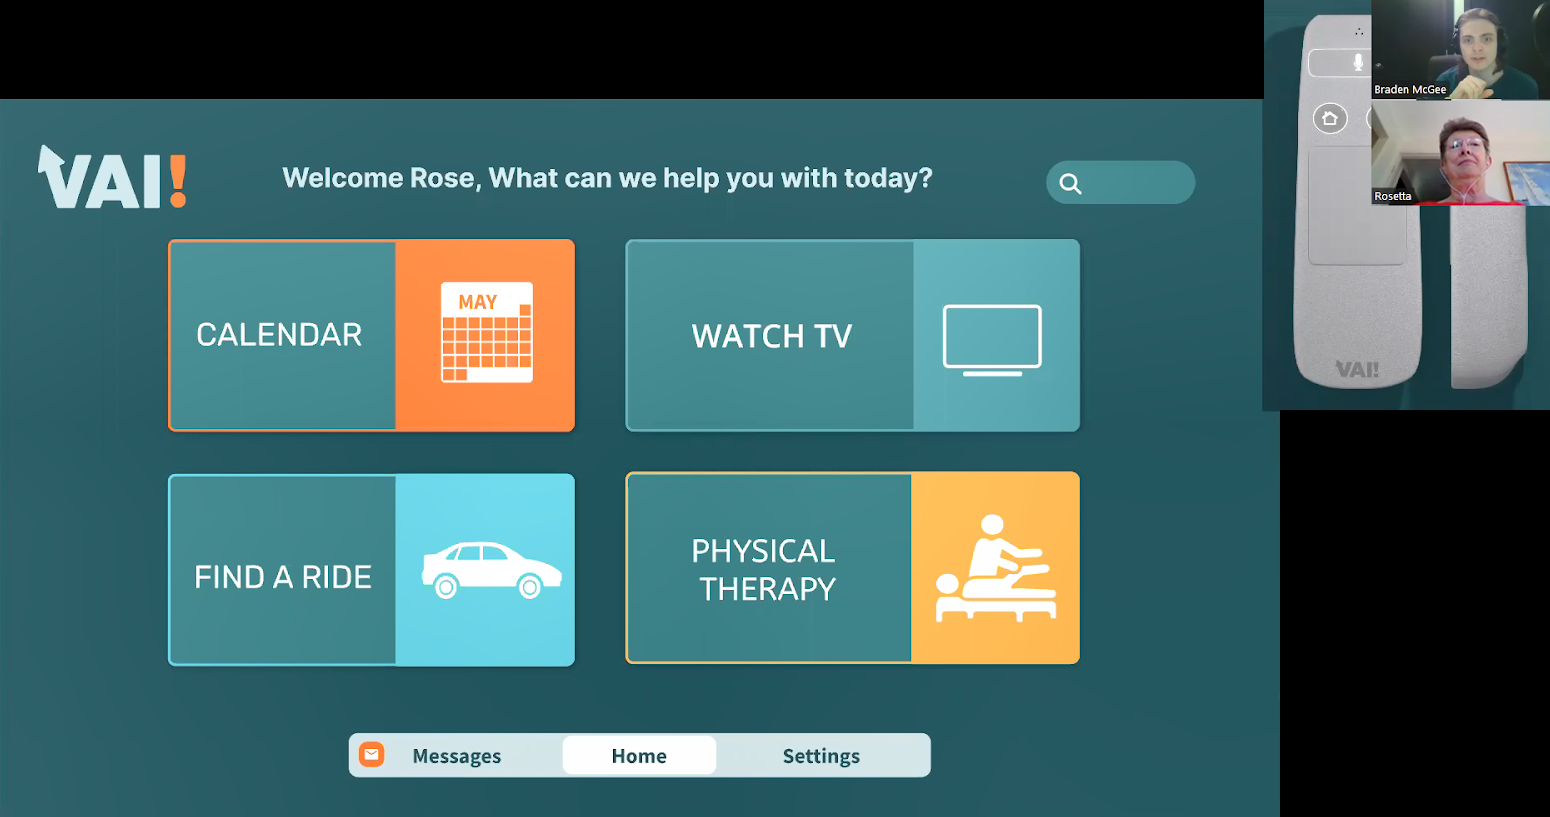 VAI!
Welcome Rose, What can we help you with today?
CALENDAR
MAY
WATCH TV
FIND A RIDE
PHYSICAL
THERAPY
Messages
Home
Settings
Braden McGee
Rosetta
VAI!